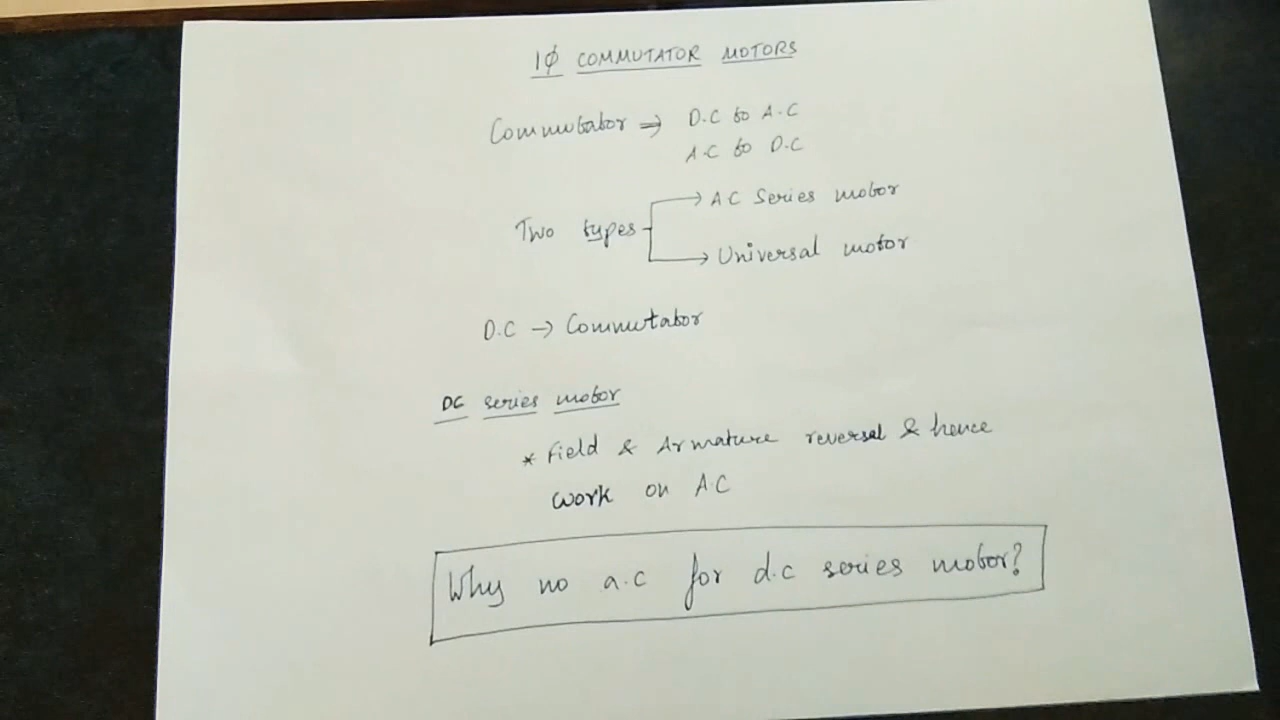 1Φ COMMUTATOR MOTORS
Commutator ⇒ D.C to A.C
A.C to D.C
Two types
→ AC Series motor
→ Universal motor
D.C → Commutator
DC series motor
* Field & Armature reversal & hence
work on A.C
Why no a.c for d.c series motor?